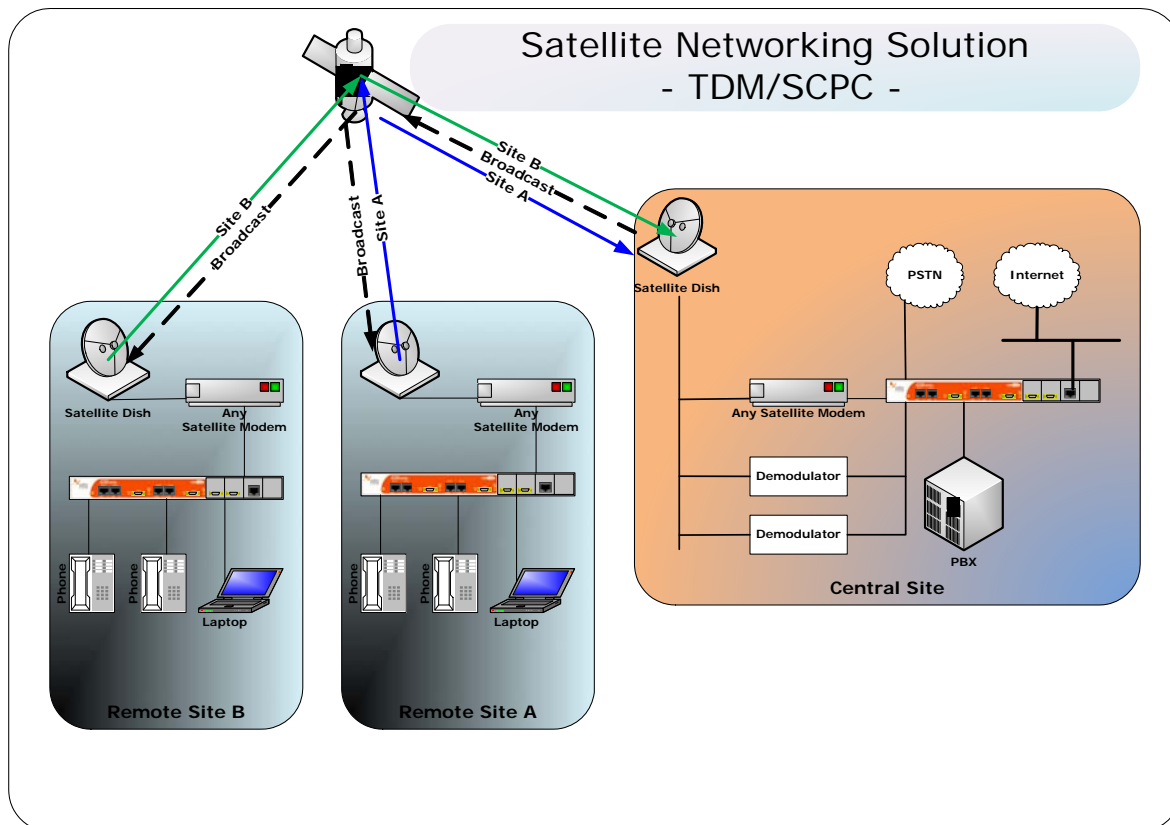 Satellite Networking Solution
- TDM/SCPC -
Site B
Broadcast
Site A
Site B
Broadcast
Broadcast
Site A
Satellite Dish
PSTN
Internet
Any Satellite Modem
Demodulator
Demodulator
PBX
Central Site
Satellite Dish
Any
Satellite Modem
Phone
Phone
Laptop
Remote Site B
Any
Satellite Modem
Phone
Phone
Laptop
Remote Site A